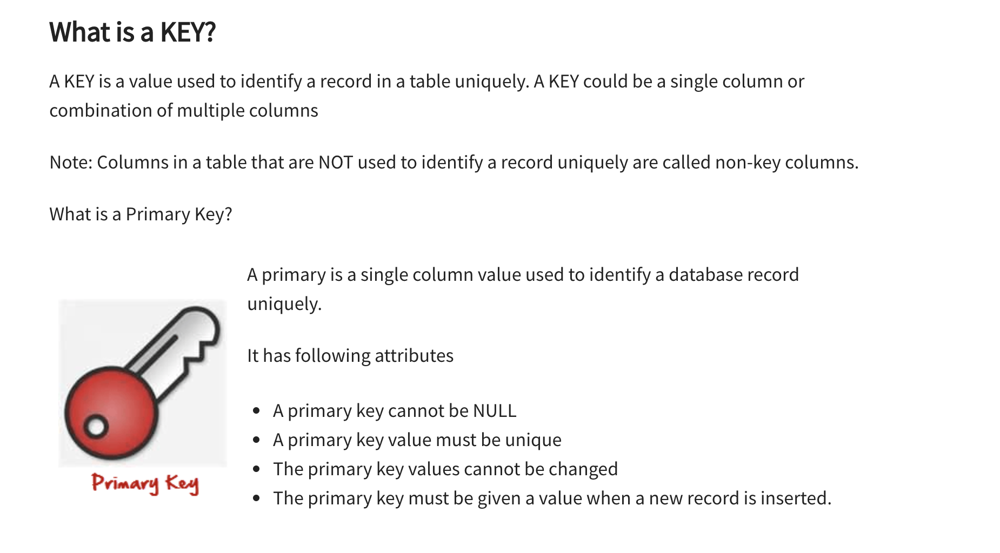 What is a KEY?
A KEY is a value used to identify a record in a table uniquely. A KEY could be a single column or
combination of multiple columns
Note: Columns in a table that are NOT used to identify a record uniquely are called non-key columns.
What is a Primary Key?
A primary is a single column value used to identify a database record
uniquely.
It has following attributes
• A primary key cannot be NULL
• A primary key value must be unique
• The primary key values cannot be changed
• The primary key must be given a value when a new record is inserted.
Primary Key